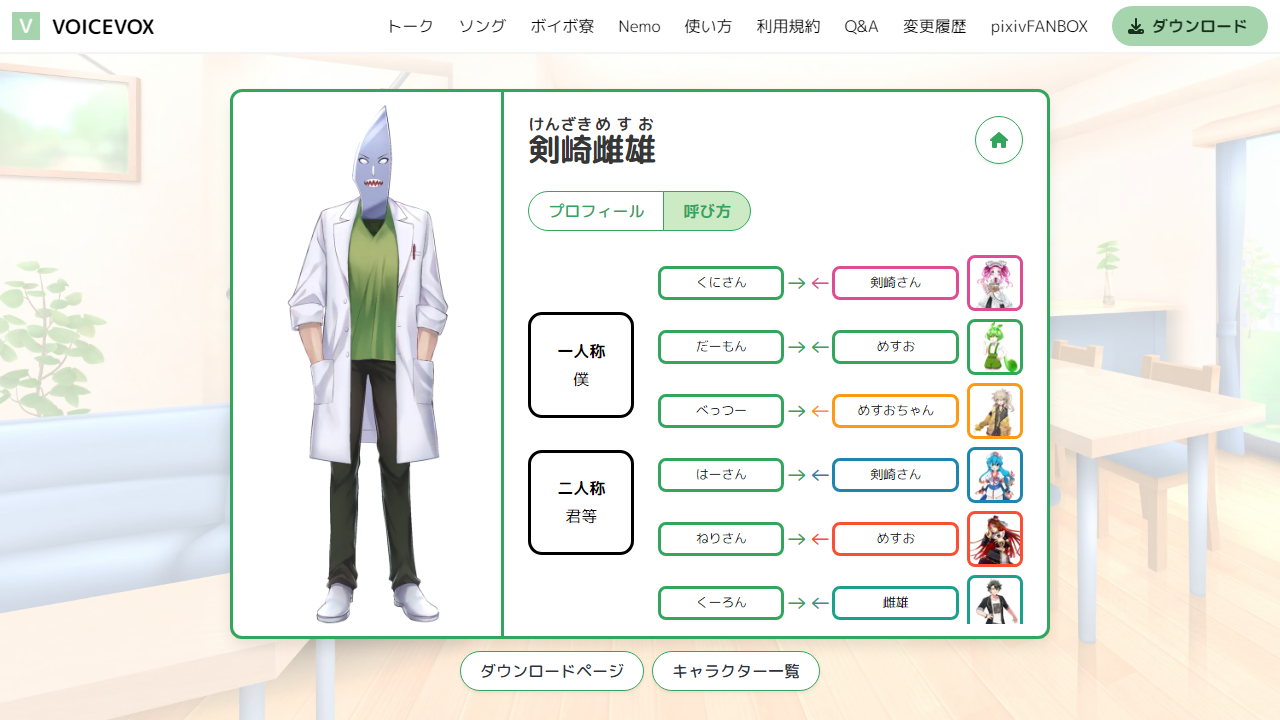 V VOICEVOX
トーク ソング ボイボ寮 Nemo 使い方 利用規約 Q&A 変更履歴 pixivFANBOX ダウンロード
けんざきめすお
剣崎雌雄
プロフィール 呼び方
一人称
僕
二人称
君等
くにさん → ← 剣崎さん
だーもん → ← めすお
べっつー → ← めすおちゃん
はーさん → ← 剣崎さん
ねりさん → ← めすお
くーろん → ← 雌雄
ダウンロードページ キャラクター一覧